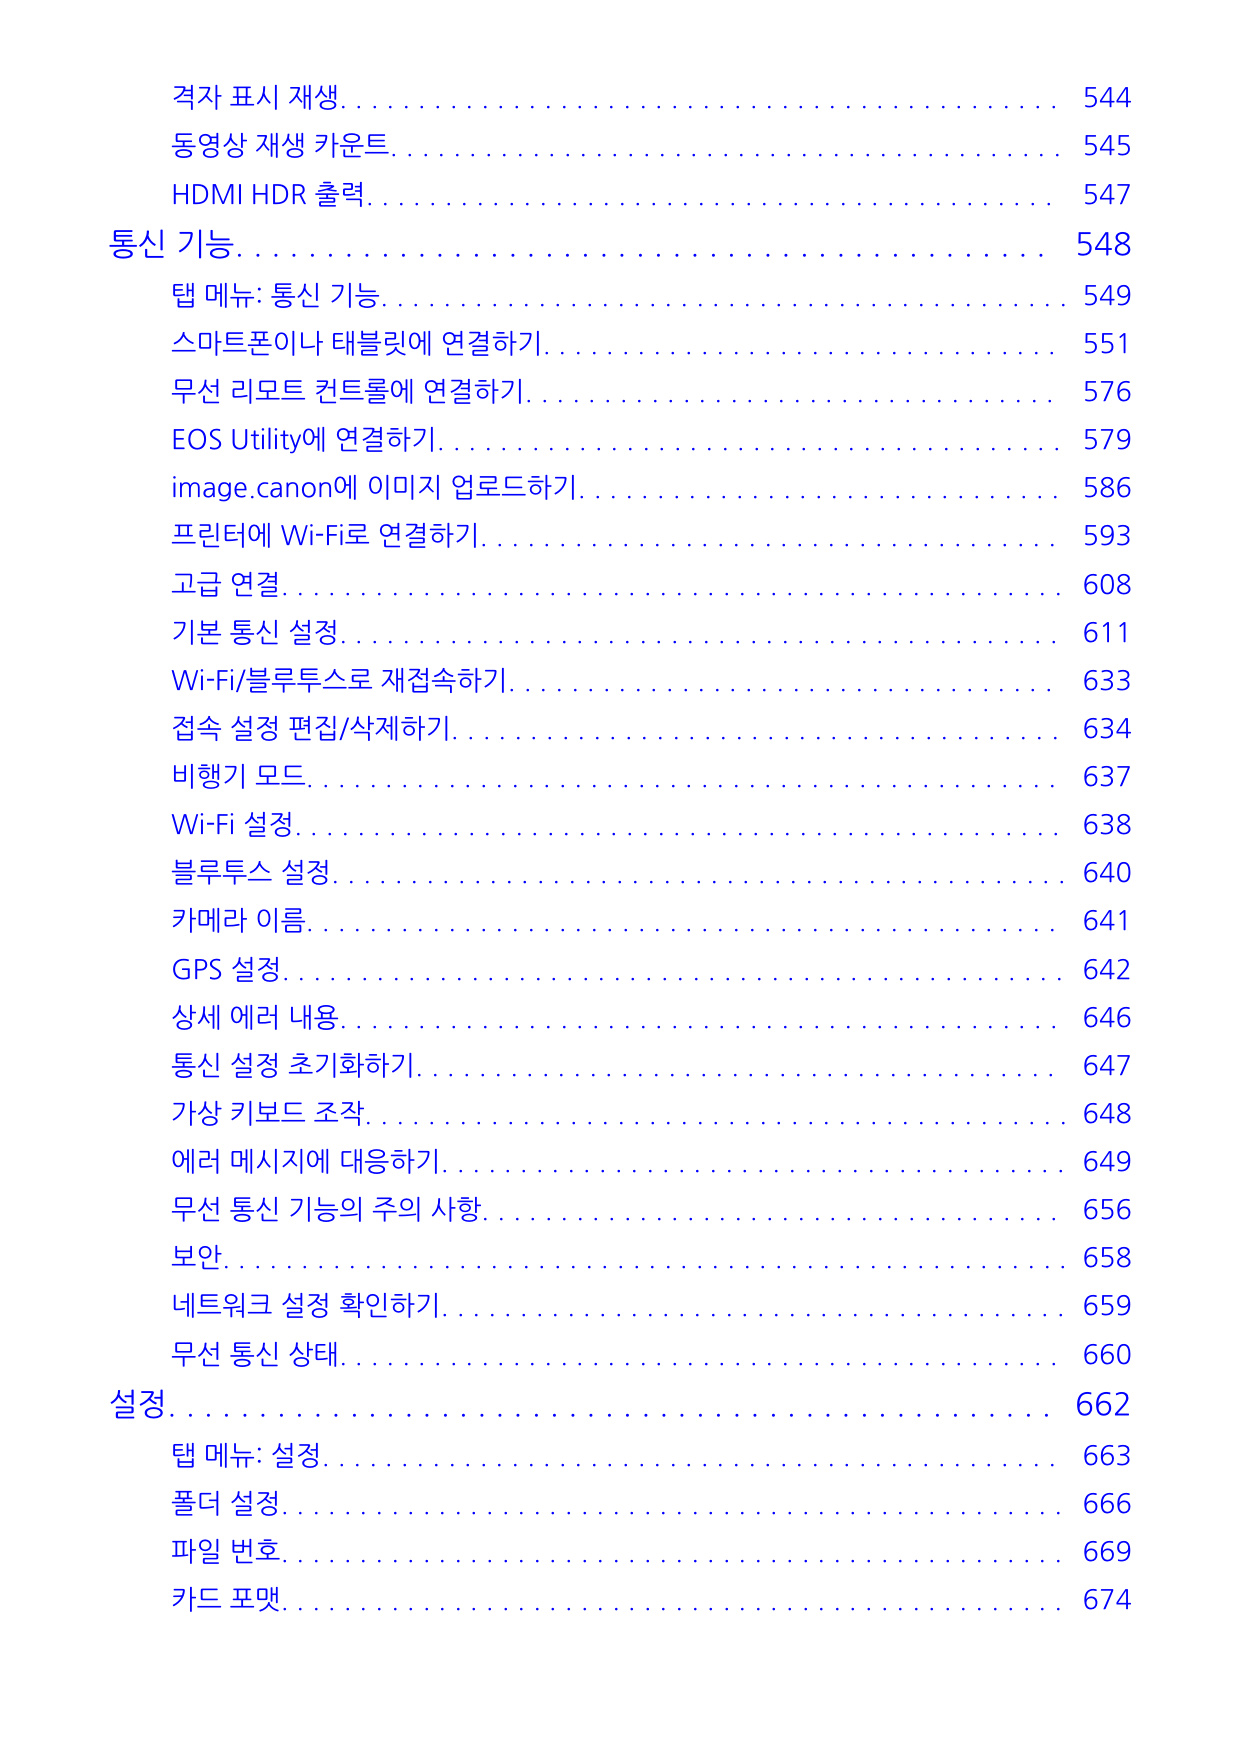 격자 표시 재생. . . . . . . . . . . . . . . . . . . . . . . . . . . . . . . . . . . . . . . . . . . . . 544
동영상 재생 카운트. . . . . . . . . . . . . . . . . . . . . . . . . . . . . . . . . . . . . . . . . . 545
HDMI HDR 출력. . . . . . . . . . . . . . . . . . . . . . . . . . . . . . . . . . . . . . . . . . . 547
통신 기능. . . . . . . . . . . . . . . . . . . . . . . . . . . . . . . . . . . . . . . . . . . . . 548
탭 메뉴: 통신 기능. . . . . . . . . . . . . . . . . . . . . . . . . . . . . . . . . . . . . . . . . . . 549
스마트폰이나 태블릿에 연결하기. . . . . . . . . . . . . . . . . . . . . . . . . . . . . . . . 551
무선 리모트 컨트롤에 연결하기. . . . . . . . . . . . . . . . . . . . . . . . . . . . . . . . . 576
EOS Utility에 연결하기. . . . . . . . . . . . . . . . . . . . . . . . . . . . . . . . . . . . . . . 579
image.canon에 이미지 업로드하기. . . . . . . . . . . . . . . . . . . . . . . . . . . . . . 586
프린터에 Wi-Fi로 연결하기. . . . . . . . . . . . . . . . . . . . . . . . . . . . . . . . . . . . 593
고급 연결. . . . . . . . . . . . . . . . . . . . . . . . . . . . . . . . . . . . . . . . . . . . . . . . . 608
기본 통신 설정. . . . . . . . . . . . . . . . . . . . . . . . . . . . . . . . . . . . . . . . . . . . . 611
Wi-Fi/블루투스로 재접속하기. . . . . . . . . . . . . . . . . . . . . . . . . . . . . . . . . . 633
접속 설정 편집/삭제하기. . . . . . . . . . . . . . . . . . . . . . . . . . . . . . . . . . . . . . 634
비행기 모드. . . . . . . . . . . . . . . . . . . . . . . . . . . . . . . . . . . . . . . . . . . . . . . 637
Wi-Fi 설정. . . . . . . . . . . . . . . . . . . . . . . . . . . . . . . . . . . . . . . . . . . . . . . . 638
블루투스 설정. . . . . . . . . . . . . . . . . . . . . . . . . . . . . . . . . . . . . . . . . . . . . . 640
카메라 이름. . . . . . . . . . . . . . . . . . . . . . . . . . . . . . . . . . . . . . . . . . . . . . . 641
GPS 설정. . . . . . . . . . . . . . . . . . . . . . . . . . . . . . . . . . . . . . . . . . . . . . . . . 642
상세 에러 내용. . . . . . . . . . . . . . . . . . . . . . . . . . . . . . . . . . . . . . . . . . . . . 646
통신 설정 초기화하기. . . . . . . . . . . . . . . . . . . . . . . . . . . . . . . . . . . . . . . . 647
가상 키보드 조작. . . . . . . . . . . . . . . . . . . . . . . . . . . . . . . . . . . . . . . . . . . . 648
에러 메시지에 대응하기. . . . . . . . . . . . . . . . . . . . . . . . . . . . . . . . . . . . . . . 649
무선 통신 기능의 주의 사항. . . . . . . . . . . . . . . . . . . . . . . . . . . . . . . . . . . . 656
보안. . . . . . . . . . . . . . . . . . . . . . . . . . . . . . . . . . . . . . . . . . . . . . . . . . . . . 658
네트워크 설정 확인하기. . . . . . . . . . . . . . . . . . . . . . . . . . . . . . . . . . . . . . . 659
무선 통신 상태. . . . . . . . . . . . . . . . . . . . . . . . . . . . . . . . . . . . . . . . . . . . . 660
설정. . . . . . . . . . . . . . . . . . . . . . . . . . . . . . . . . . . . . . . . . . . . . . . . . 662
탭 메뉴: 설정. . . . . . . . . . . . . . . . . . . . . . . . . . . . . . . . . . . . . . . . . . . . . . 663
폴더 설정. . . . . . . . . . . . . . . . . . . . . . . . . . . . . . . . . . . . . . . . . . . . . . . . . 666
파일 번호. . . . . . . . . . . . . . . . . . . . . . . . . . . . . . . . . . . . . . . . . . . . . . . . . 669
카드 포맷. . . . . . . . . . . . . . . . . . . . . . . . . . . . . . . . . . . . . . . . . . . . . . . . . 674